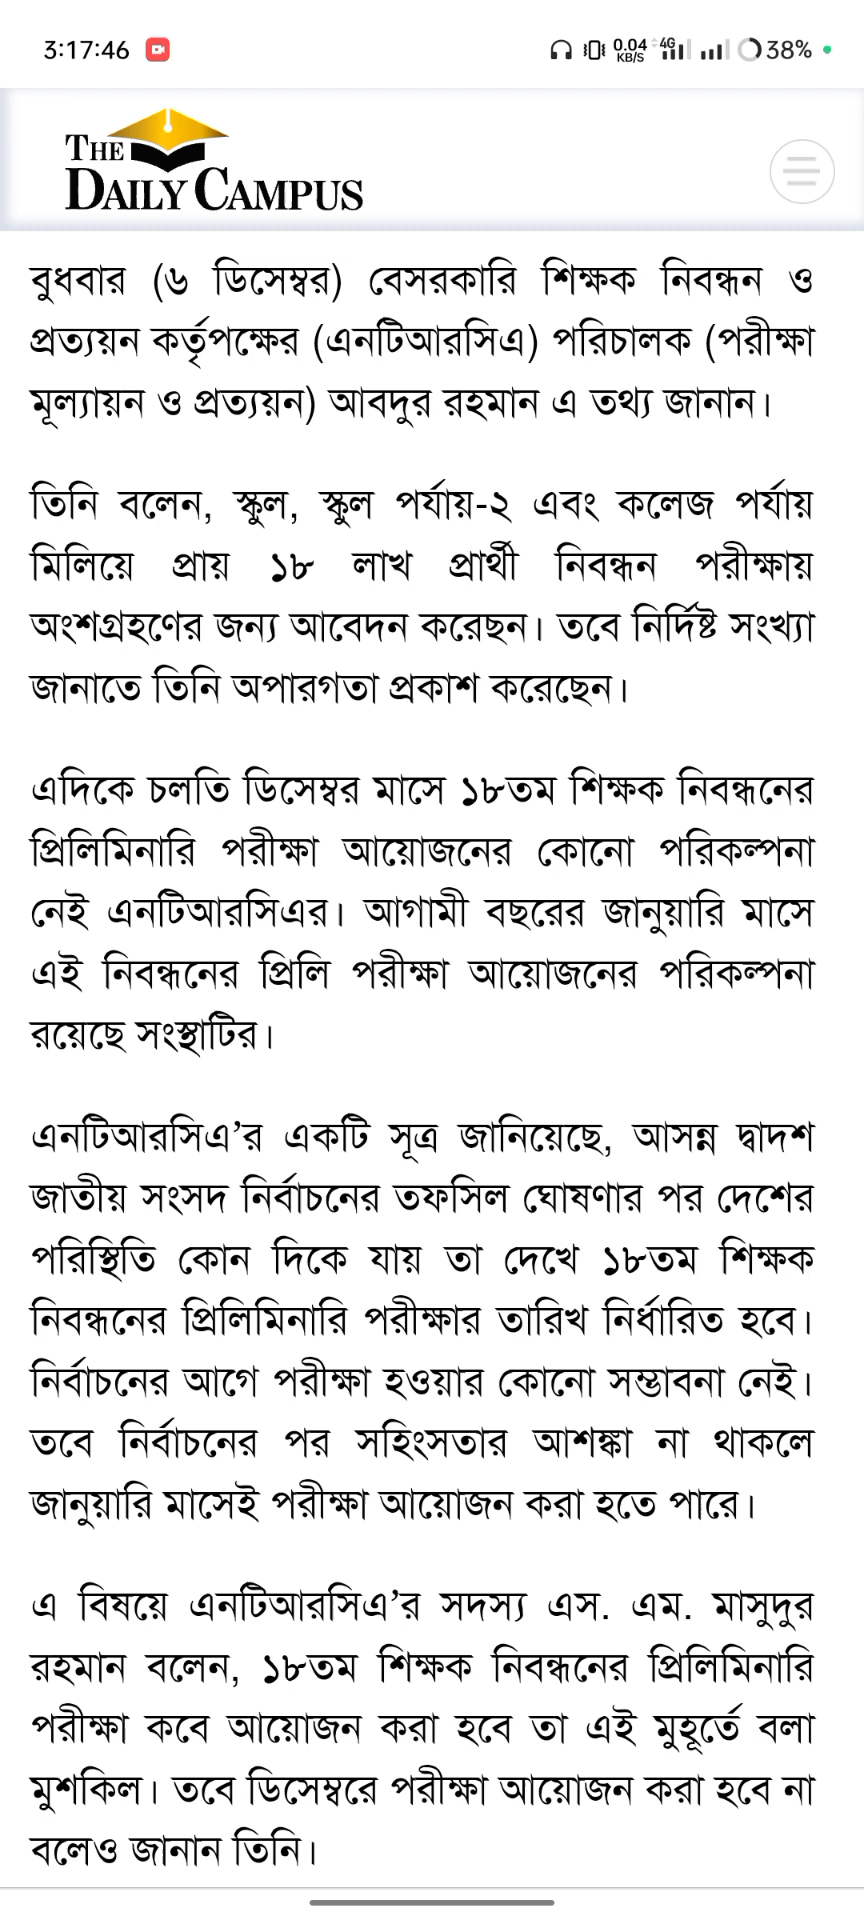 3:17:46
0.04 KB/S 4G 38%
THE
DAILY CAMPUS
বুধবার (৬ ডিসেম্বর) বেসরকারি শিক্ষক নিবন্ধন ও
প্রত্যয়ন কর্তৃপক্ষের (এনটিআরসিএ) পরিচালক (পরীক্ষা
মূল্যায়ন ও প্রত্যয়ন) আবদুর রহমান এ তথ্য জানান।
তিনি বলেন, স্কুল, স্কুল পর্যায়-২ এবং কলেজ পর্যায়
মিলিয়ে প্রায় ১৮ লাখ প্রার্থী নিবন্ধন পরীক্ষায়
অংশগ্রহণের জন্য আবেদন করেছন। তবে নির্দিষ্ট সংখ্যা
জানাতে তিনি অপারগতা প্রকাশ করেছেন।
এদিকে চলতি ডিসেম্বর মাসে ১৮তম শিক্ষক নিবন্ধনের
প্রিলিমিনারি পরীক্ষা আয়োজনের কোনো পরিকল্পনা
নেই এনটিআরসিএর। আগামী বছরের জানুয়ারি মাসে
এই নিবন্ধনের প্রিলি পরীক্ষা আয়োজনের পরিকল্পনা
রয়েছে সংস্থাটির।
এনটিআরসিএ’র একটি সূত্র জানিয়েছে, আসন্ন দ্বাদশ
জাতীয় সংসদ নির্বাচনের তফসিল ঘোষণার পর দেশের
পরিস্থিতি কোন দিকে যায় তা দেখে ১৮তম শিক্ষক
নিবন্ধনের প্রিলিমিনারি পরীক্ষার তারিখ নির্ধারিত হবে।
নির্বাচনের আগে পরীক্ষা হওয়ার কোনো সম্ভাবনা নেই।
তবে নির্বাচনের পর সহিংসতার আশঙ্কা না থাকলে
জানুয়ারি মাসেই পরীক্ষা আয়োজন করা হতে পারে।
এ বিষয়ে এনটিআরসিএ’র সদস্য এস. এম. মাসুদুর
রহমান বলেন, ১৮তম শিক্ষক নিবন্ধনের প্রিলিমিনারি
পরীক্ষা কবে আয়োজন করা হবে তা এই মুহূর্তে বলা
মুশকিল। তবে ডিসেম্বরে পরীক্ষা আয়োজন করা হবে না
বলেও জানান তিনি।